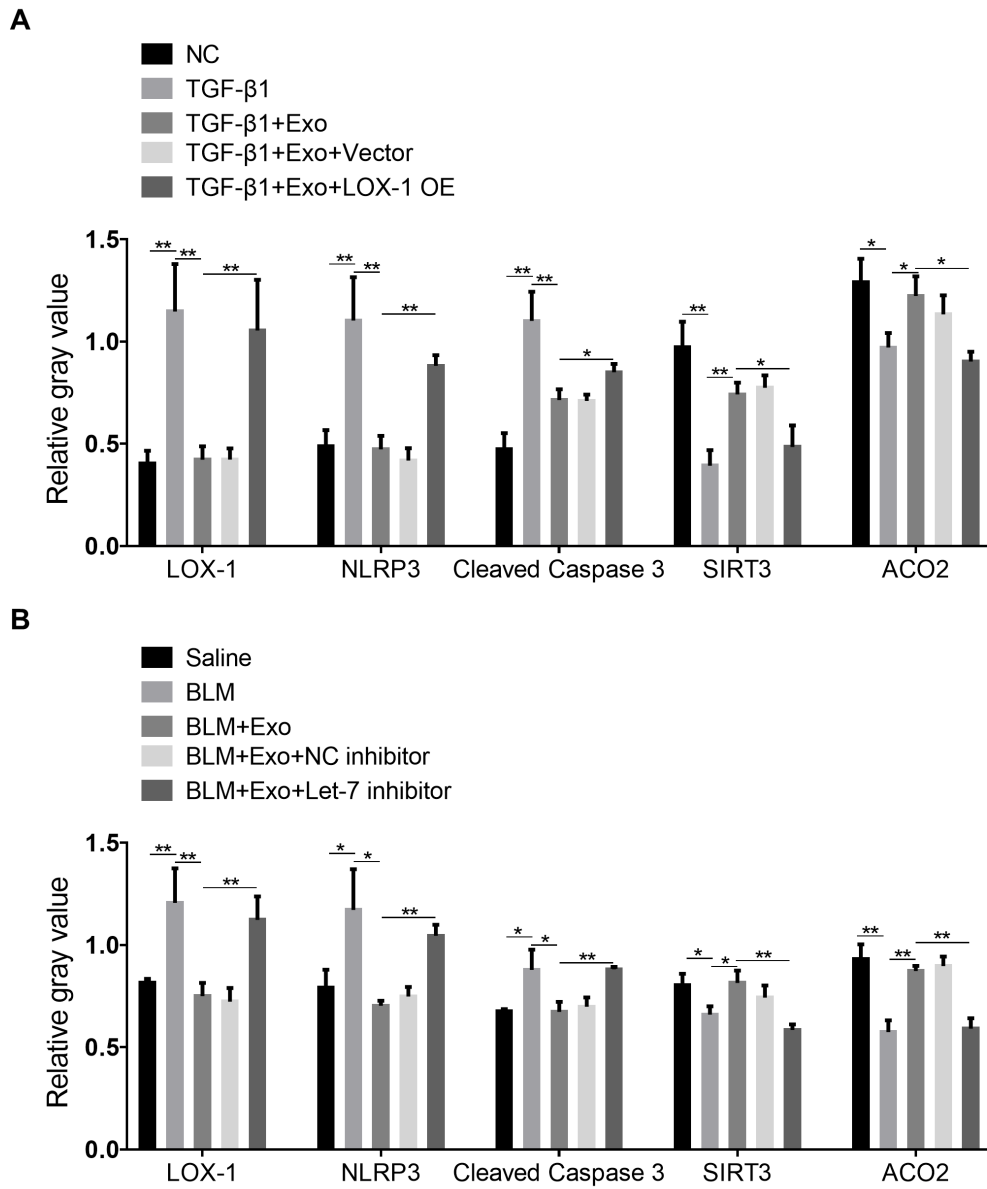 A
NC
TGF-β1
TGF-β1+Exo
TGF-β1+Exo+Vector
TGF-β1+Exo+LOX-1 OE
Relative gray value
1.5
1.0
0.5
0.0
** ** ** ** ** ** ** ** * ** ** * * * *
LOX-1 NLRP3 Cleaved Caspase 3 SIRT3 ACO2
B
Saline
BLM
BLM+Exo
BLM+Exo+NC inhibitor
BLM+Exo+Let-7 inhibitor
Relative gray value
1.5
1.0
0.5
0.0
** ** ** * * ** * * ** * * ** ** ** **
LOX-1 NLRP3 Cleaved Caspase 3 SIRT3 ACO2